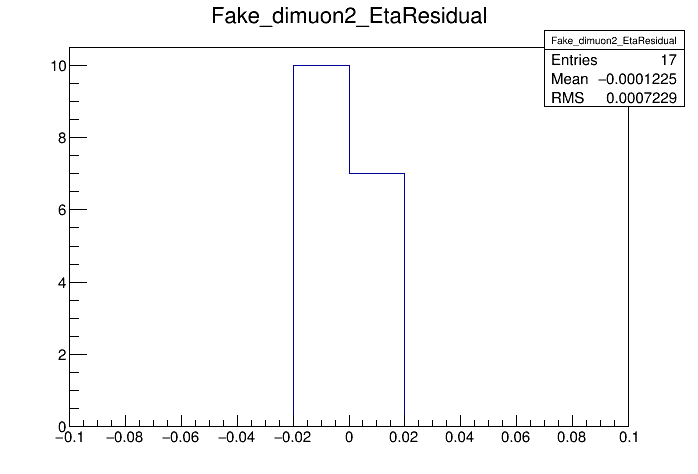 Fake_dimuon2_EtaResidual
Fake_dimuon2_EtaResidual
Entries 17
Mean −0.0001225
RMS 0.0007229
10
8
6
4
2
0
−0.1 −0.08 −0.06 −0.04 −0.02 0 0.02 0.04 0.06 0.08 0.1